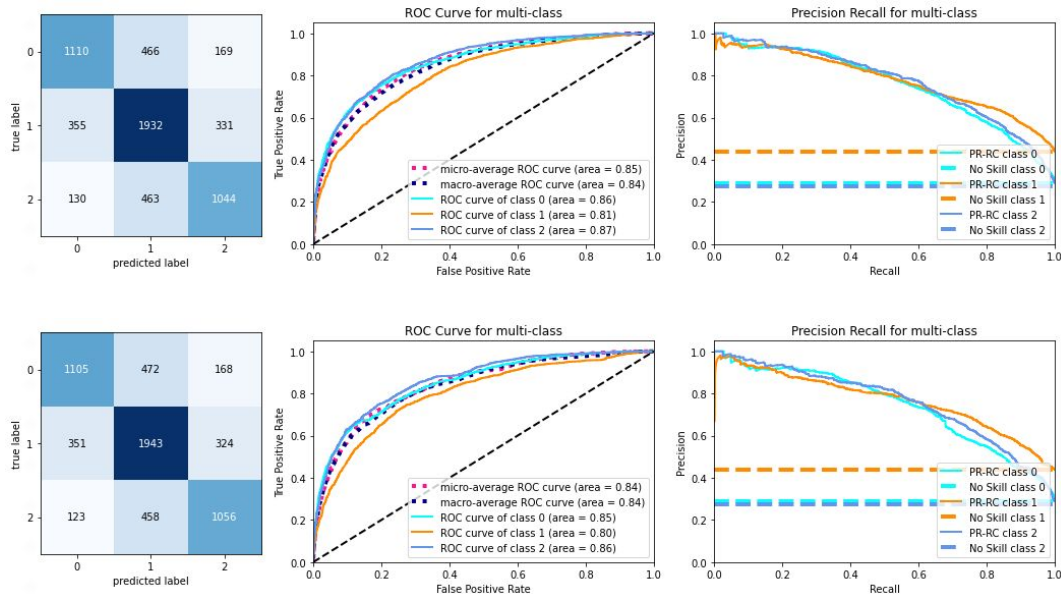 ROC Curve for multi-class
Precision Recall for multi-class
true label
0
1
2
1110 466 169
355 1932 331
130 463 1044
0 1 2
predicted label
True Positive Rate
1.0
0.8
0.6
0.4
0.2
0.0
micro-average ROC curve (area = 0.85)
macro-average ROC curve (area = 0.84)
ROC curve of class 0 (area = 0.86)
ROC curve of class 1 (area = 0.81)
ROC curve of class 2 (area = 0.87)
0.0 0.2 0.4 0.6 0.8 1.0
False Positive Rate
Precision
1.0
0.8
0.6
0.4
0.2
0.0
PR-RC class 0
No Skill class 0
PR-RC class 1
No Skill class 1
PR-RC class 2
No Skill class 2
0.0 0.2 0.4 0.6 0.8 1.0
Recall
ROC Curve for multi-class
Precision Recall for multi-class
true label
0
1
2
1105 472 168
351 1943 324
123 458 1056
0 1 2
predicted label
True Positive Rate
1.0
0.8
0.6
0.4
0.2
0.0
micro-average ROC curve (area = 0.84)
macro-average ROC curve (area = 0.84)
ROC curve of class 0 (area = 0.85)
ROC curve of class 1 (area = 0.80)
ROC curve of class 2 (area = 0.86)
0.0 0.2 0.4 0.6 0.8 1.0
False Positive Rate
Precision
1.0
0.8
0.6
0.4
0.2
0.0
PR-RC class 0
No Skill class 0
PR-RC class 1
No Skill class 1
PR-RC class 2
No Skill class 2
0.0 0.2 0.4 0.6 0.8 1.0
Recall